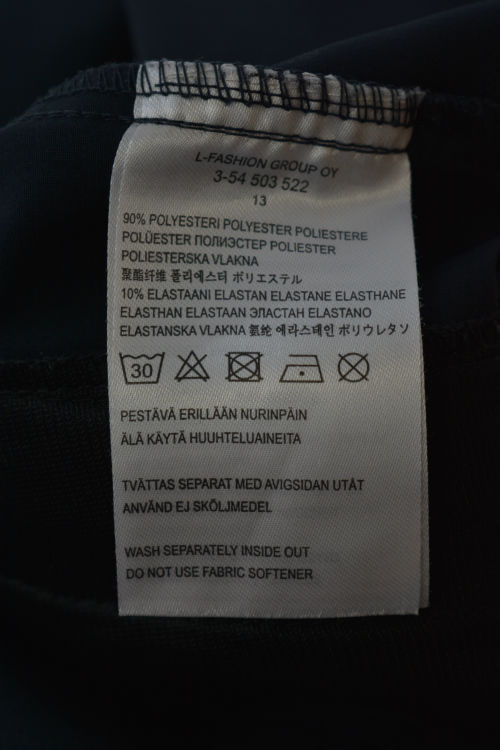 L-FASHION GROUP OY
3-54 503 522
13
90% POLYESTERI POLYESTER POLIESTERE
POLÜESTER ПОЛИЭСТЕР POLIESTER
POLIESTERSKA VLAKNA
聚酯纤维 폴리에스터 ポリエステル
10% ELASTAANI ELASTAN ELASTANE ELASTHANE
ELASTHAN ELASTAAN ЭЛАСТАН ELASTANO
ELASTANSKA VLAKNA 氨纶 에라스테인 ポリウレタン
30
PESTÄVÄ ERILLÄÄN NURINPÄIN
ÄLÄ KÄYTÄ HUUHTELUAINEITA
TVÄTTAS SEPARAT MED AVIGSIDAN UTÅT
ANVÄND EJ SKÖLJMEDEL
WASH SEPARATELY INSIDE OUT
DO NOT USE FABRIC SOFTENER